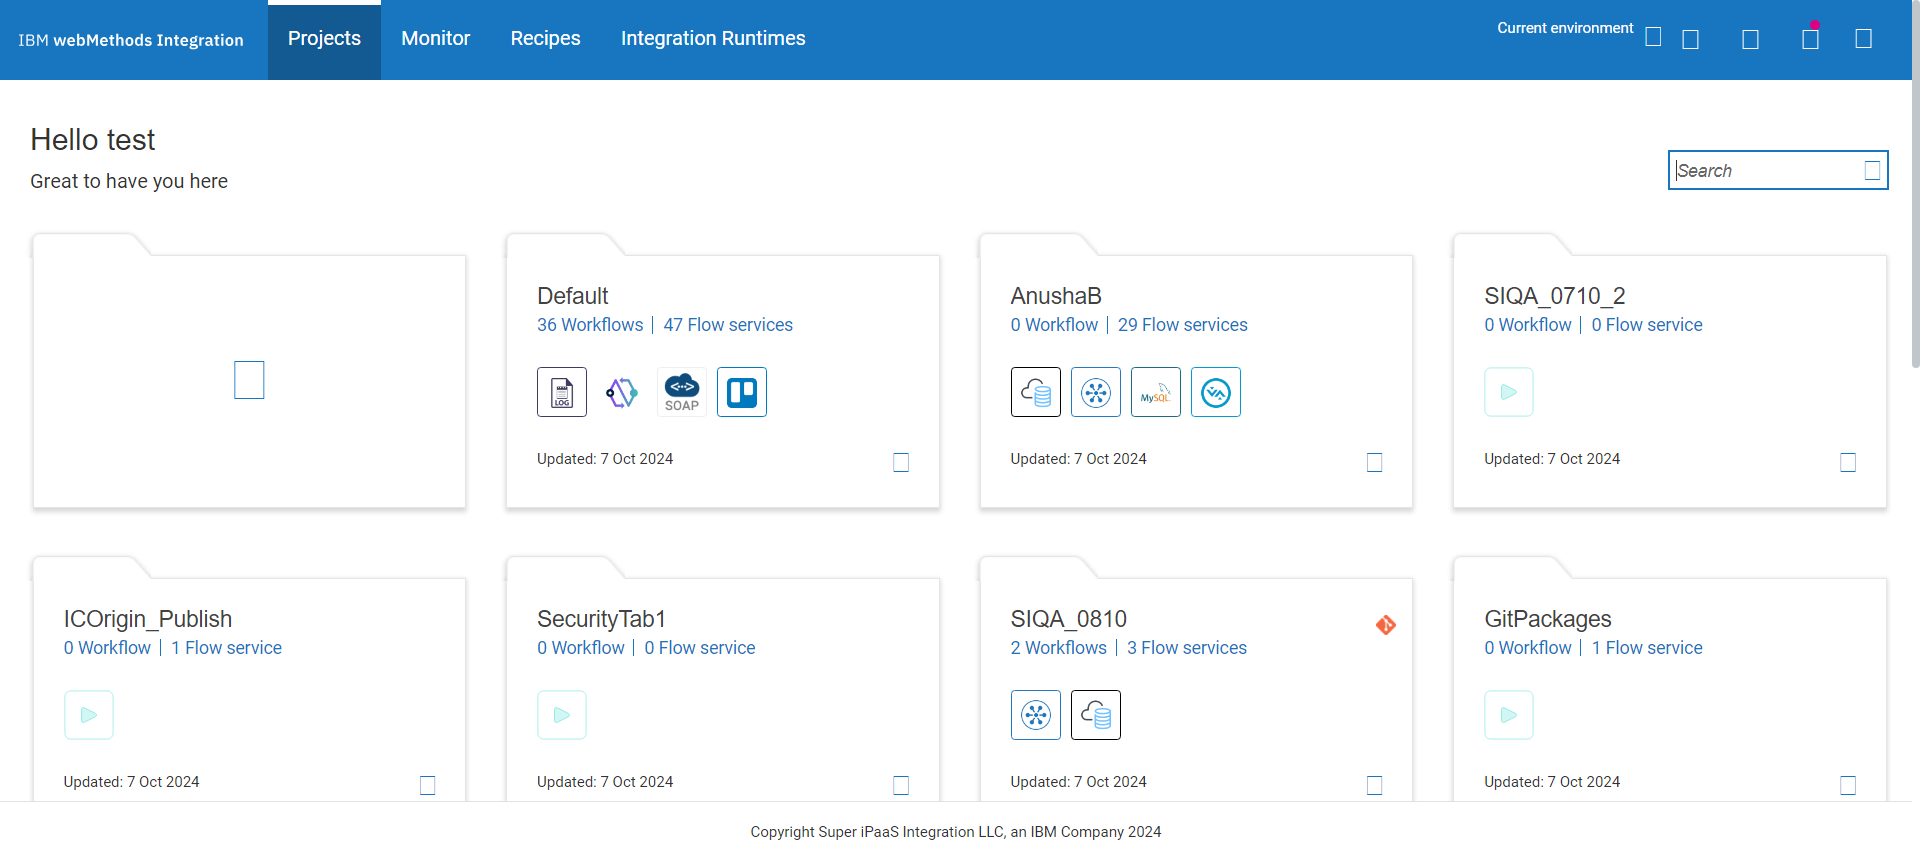 IBM webMethods Integration
Projects
Monitor
Recipes
Integration Runtimes
Current environment
Hello test
Great to have you here
Search
Default
36 Workflows | 47 Flow services
LOG
SOAP
Updated: 7 Oct 2024
AnushaB
0 Workflow | 29 Flow services
MySQL
Updated: 7 Oct 2024
SIQA_0710_2
0 Workflow | 0 Flow service
Updated: 7 Oct 2024
ICOrigin_Publish
0 Workflow | 1 Flow service
Updated: 7 Oct 2024
SecurityTab1
0 Workflow | 0 Flow service
Updated: 7 Oct 2024
SIQA_0810
2 Workflows | 3 Flow services
Updated: 7 Oct 2024
GitPackages
0 Workflow | 1 Flow service
Updated: 7 Oct 2024
Copyright Super iPaaS Integration LLC, an IBM Company 2024